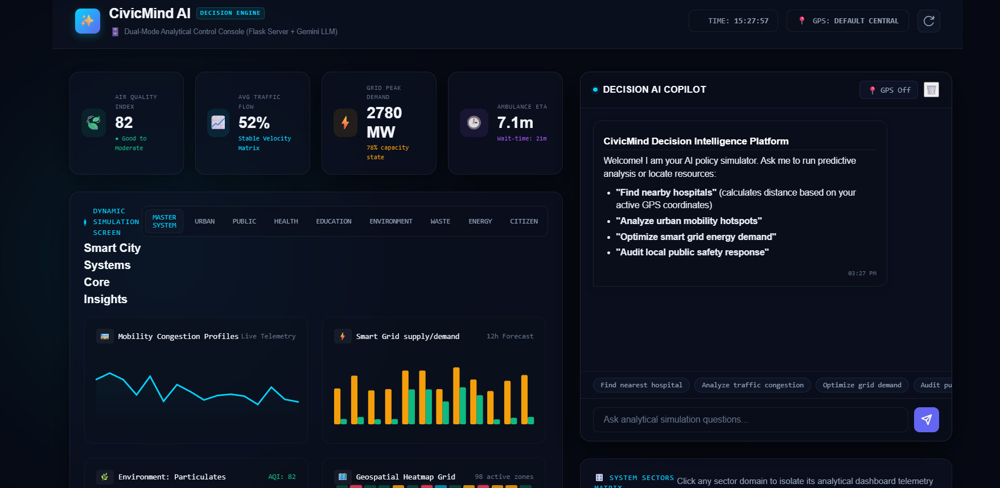 CivicMind AI
DECISION ENGINE
Dual-Mode Analytical Control Console (Flask Server + Gemini LLM)
TIME: 15:27:57
GPS: DEFAULT CENTRAL
AIR QUALITY
INDEX
82
● Good to
Moderate
AVG TRAFFIC
FLOW
52%
Stable Velocity
Matrix
GRID PEAK
DEMAND
2780
MW
78% capacity
state
AMBULANCE ETA
7.1m
Wait-time: 21m
DYNAMIC
SIMULATION
SCREEN
MASTER
SYSTEM
URBAN
PUBLIC
HEALTH
EDUCATION
ENVIRONMENT
WASTE
ENERGY
CITIZEN
Smart City
Systems
Core
Insights
Mobility Congestion Profiles
Live Telemetry
Smart Grid supply/demand
12h Forecast
Environment: Particulates
AQI: 82
Geospatial Heatmap Grid
98 active zones
DECISION AI COPILOT
GPS Off
CivicMind Decision Intelligence Platform
Welcome! I am your AI policy simulator. Ask me to run predictive
analysis or locate resources:
• "Find nearby hospitals" (calculates distance based on your
active GPS coordinates)
• "Analyze urban mobility hotspots"
• "Optimize smart grid energy demand"
• "Audit local public safety response"
03:27 PM
Find nearest hospital
Analyze traffic congestion
Optimize grid demand
Audit pu
Ask analytical simulation questions...
SYSTEM SECTORS
MATRIX
Click any sector domain to isolate its analytical dashboard telemetry